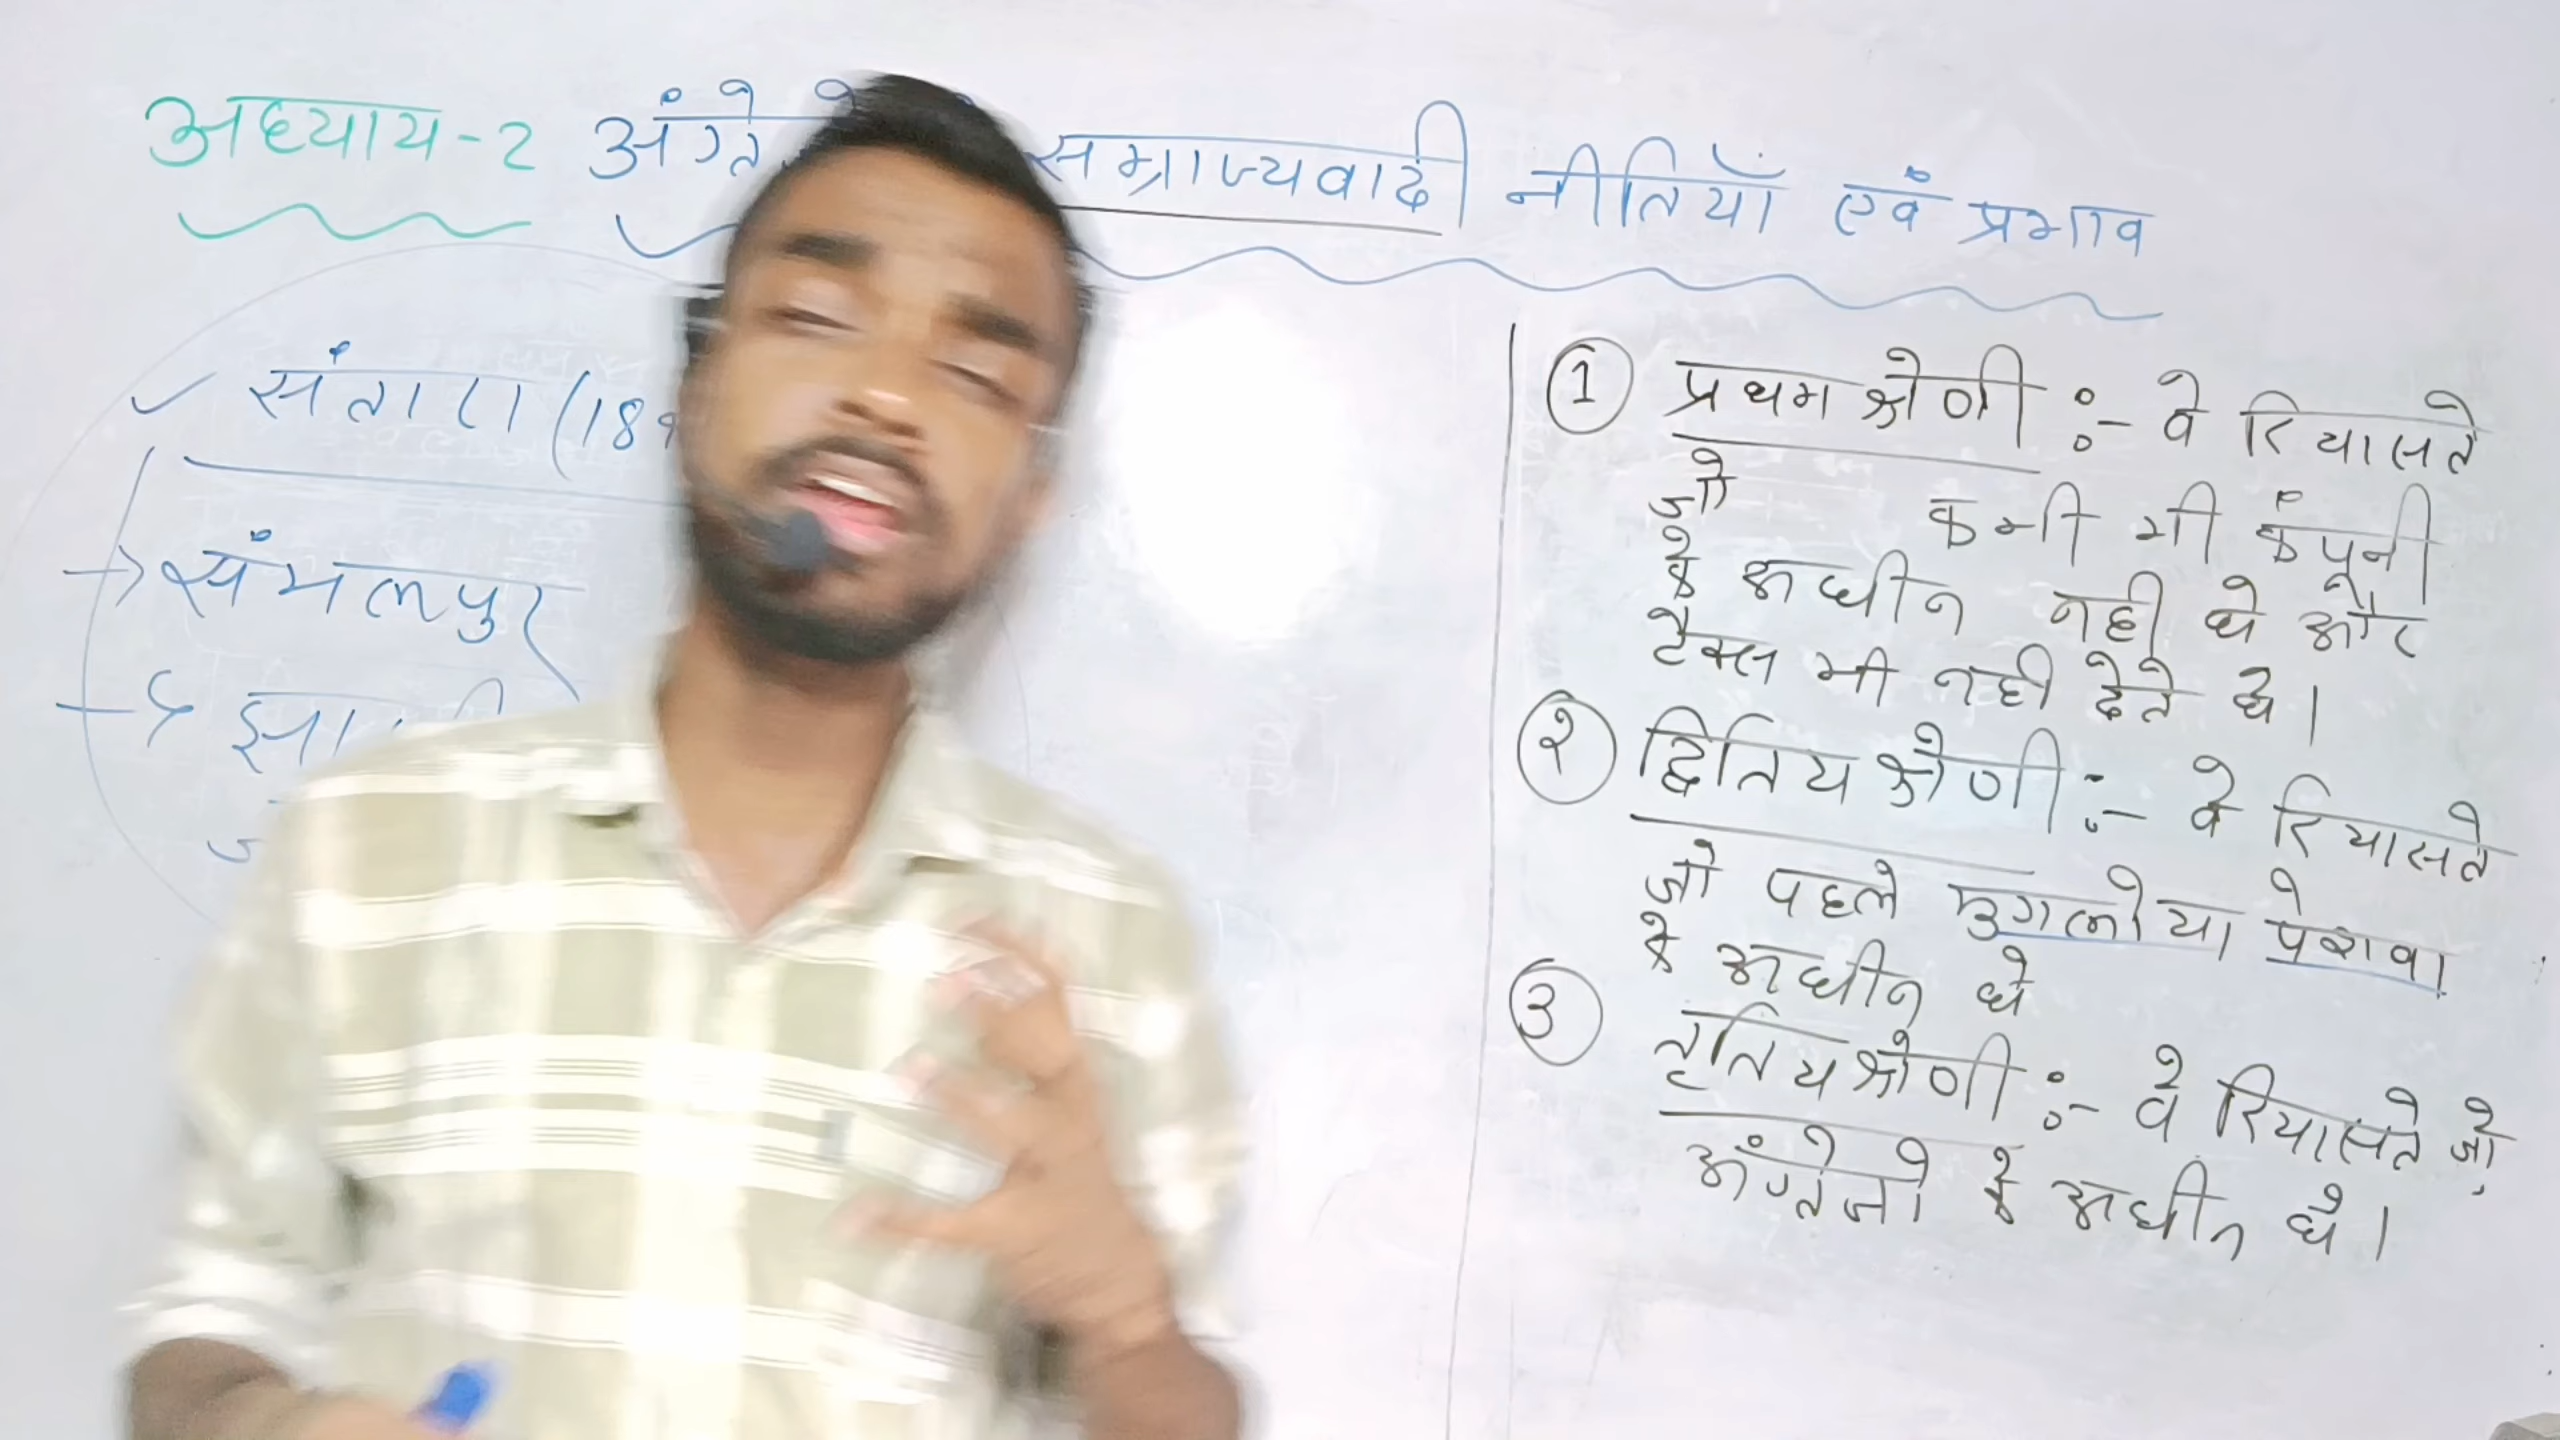 अध्याय-2 सम्राज्यवादी नीतियाँ एवं प्रभाव
संतारा (18
→ संभलपुर
① प्रथम श्रेणी :- वे रियासते
जो कभी भी कंपनी
के अधीन नही थे और
टैक्स भी नही देते थे।
② द्वितिय श्रेणी :- वे रियासते
जो पहले मुगलो या पेशवा
के अधीन थे
③ तृतिय श्रेणी :- वे रियासते जो
अंग्रेजो के अधीन थे।